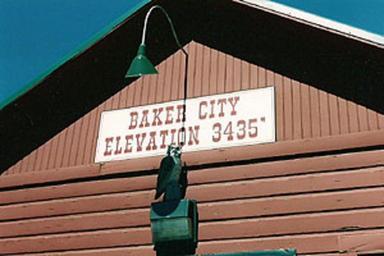 BAKER CITY
ELEVATION 3435'